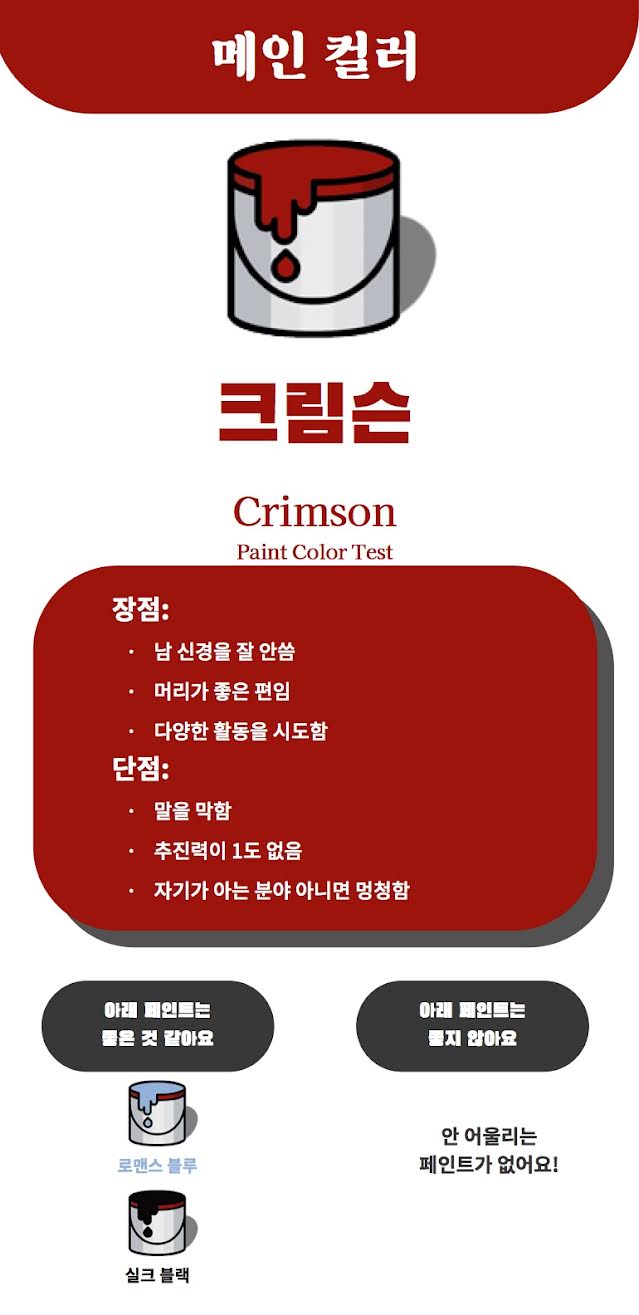 메인 컬러
크림슨
Crimson
Paint Color Test
장점:
· 남 신경을 잘 안씀
· 머리가 좋은 편임
· 다양한 활동을 시도함
단점:
· 말을 막함
· 추진력이 1도 없음
· 자기가 아는 분야 아니면 멍청함
아래 페인트는
좋은 것 같아요
로맨스 블루
실크 블랙
아래 페인트는
좋지 않아요
안 어울리는
페인트가 없어요!